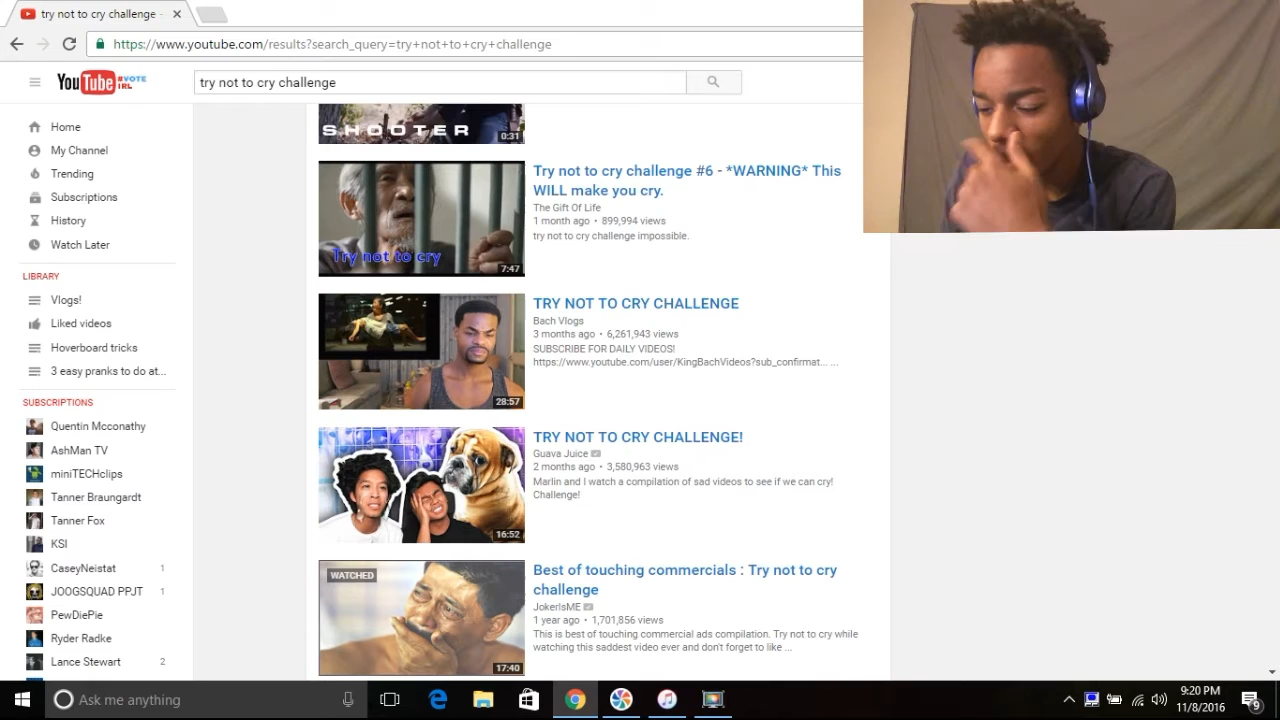 try not to cry challenge -
https://www.youtube.com/results?search_query=try+not+to+cry+challenge
YouTube #VOTE IRL
try not to cry challenge
Home
My Channel
Trending
Subscriptions
History
Watch Later
LIBRARY
Vlogs!
Liked videos
Hoverboard tricks
3 easy pranks to do at...
SUBSCRIPTIONS
Quentin Mcconathy
AshMan TV
miniTECHclips
Tanner Braungardt
Tanner Fox
KSI
CaseyNeistat 1
JOOGSQUAD PPJT 1
PewDiePie
Ryder Radke
Lance Stewart 2
SHOOTER
0:31
Try not to cry
7:47
Try not to cry challenge #6 - *WARNING* This
WILL make you cry.
The Gift Of Life
1 month ago • 899,994 views
try not to cry challenge impossible.
28:57
TRY NOT TO CRY CHALLENGE
Bach Vlogs
3 months ago • 6,261,943 views
SUBSCRIBE FOR DAILY VIDEOS!
https://www.youtube.com/user/KingBachVideos?sub_confirmat... ...
16:52
TRY NOT TO CRY CHALLENGE!
Guava Juice
2 months ago • 3,580,963 views
Marlin and I watch a compilation of sad videos to see if we can cry!
Challenge!
WATCHED
17:40
Best of touching commercials : Try not to cry
challenge
JokerIsME
1 year ago • 1,701,856 views
This is best of touching commercial ads compilation. Try not to cry while
watching this saddest video ever and don't forget to like ...
Ask me anything
9:20 PM
11/8/2016
9